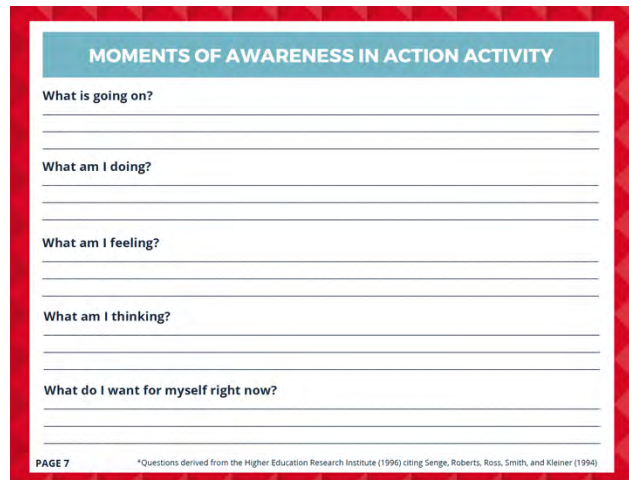 MOMENTS OF AWARENESS IN ACTION ACTIVITY
What is going on?
What am I doing?
What am I feeling?
What am I thinking?
What do I want for myself right now?
PAGE 7
*Questions derived from the Higher Education Research Institute (1996) citing Senge, Roberts, Ross, Smith, and Kleiner (1994)